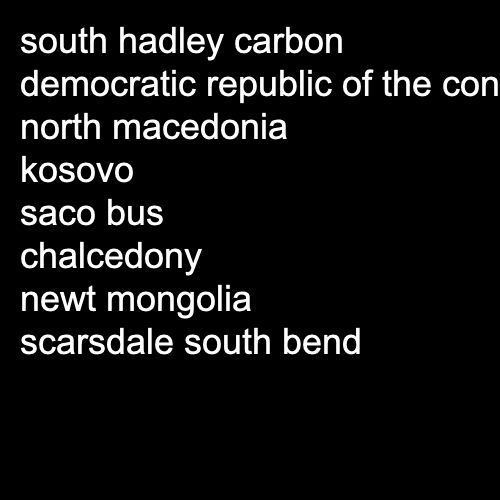 south hadley carbon
democratic republic of the con
north macedonia
kosovo
saco bus
chalcedony
newt mongolia
scarsdale south bend